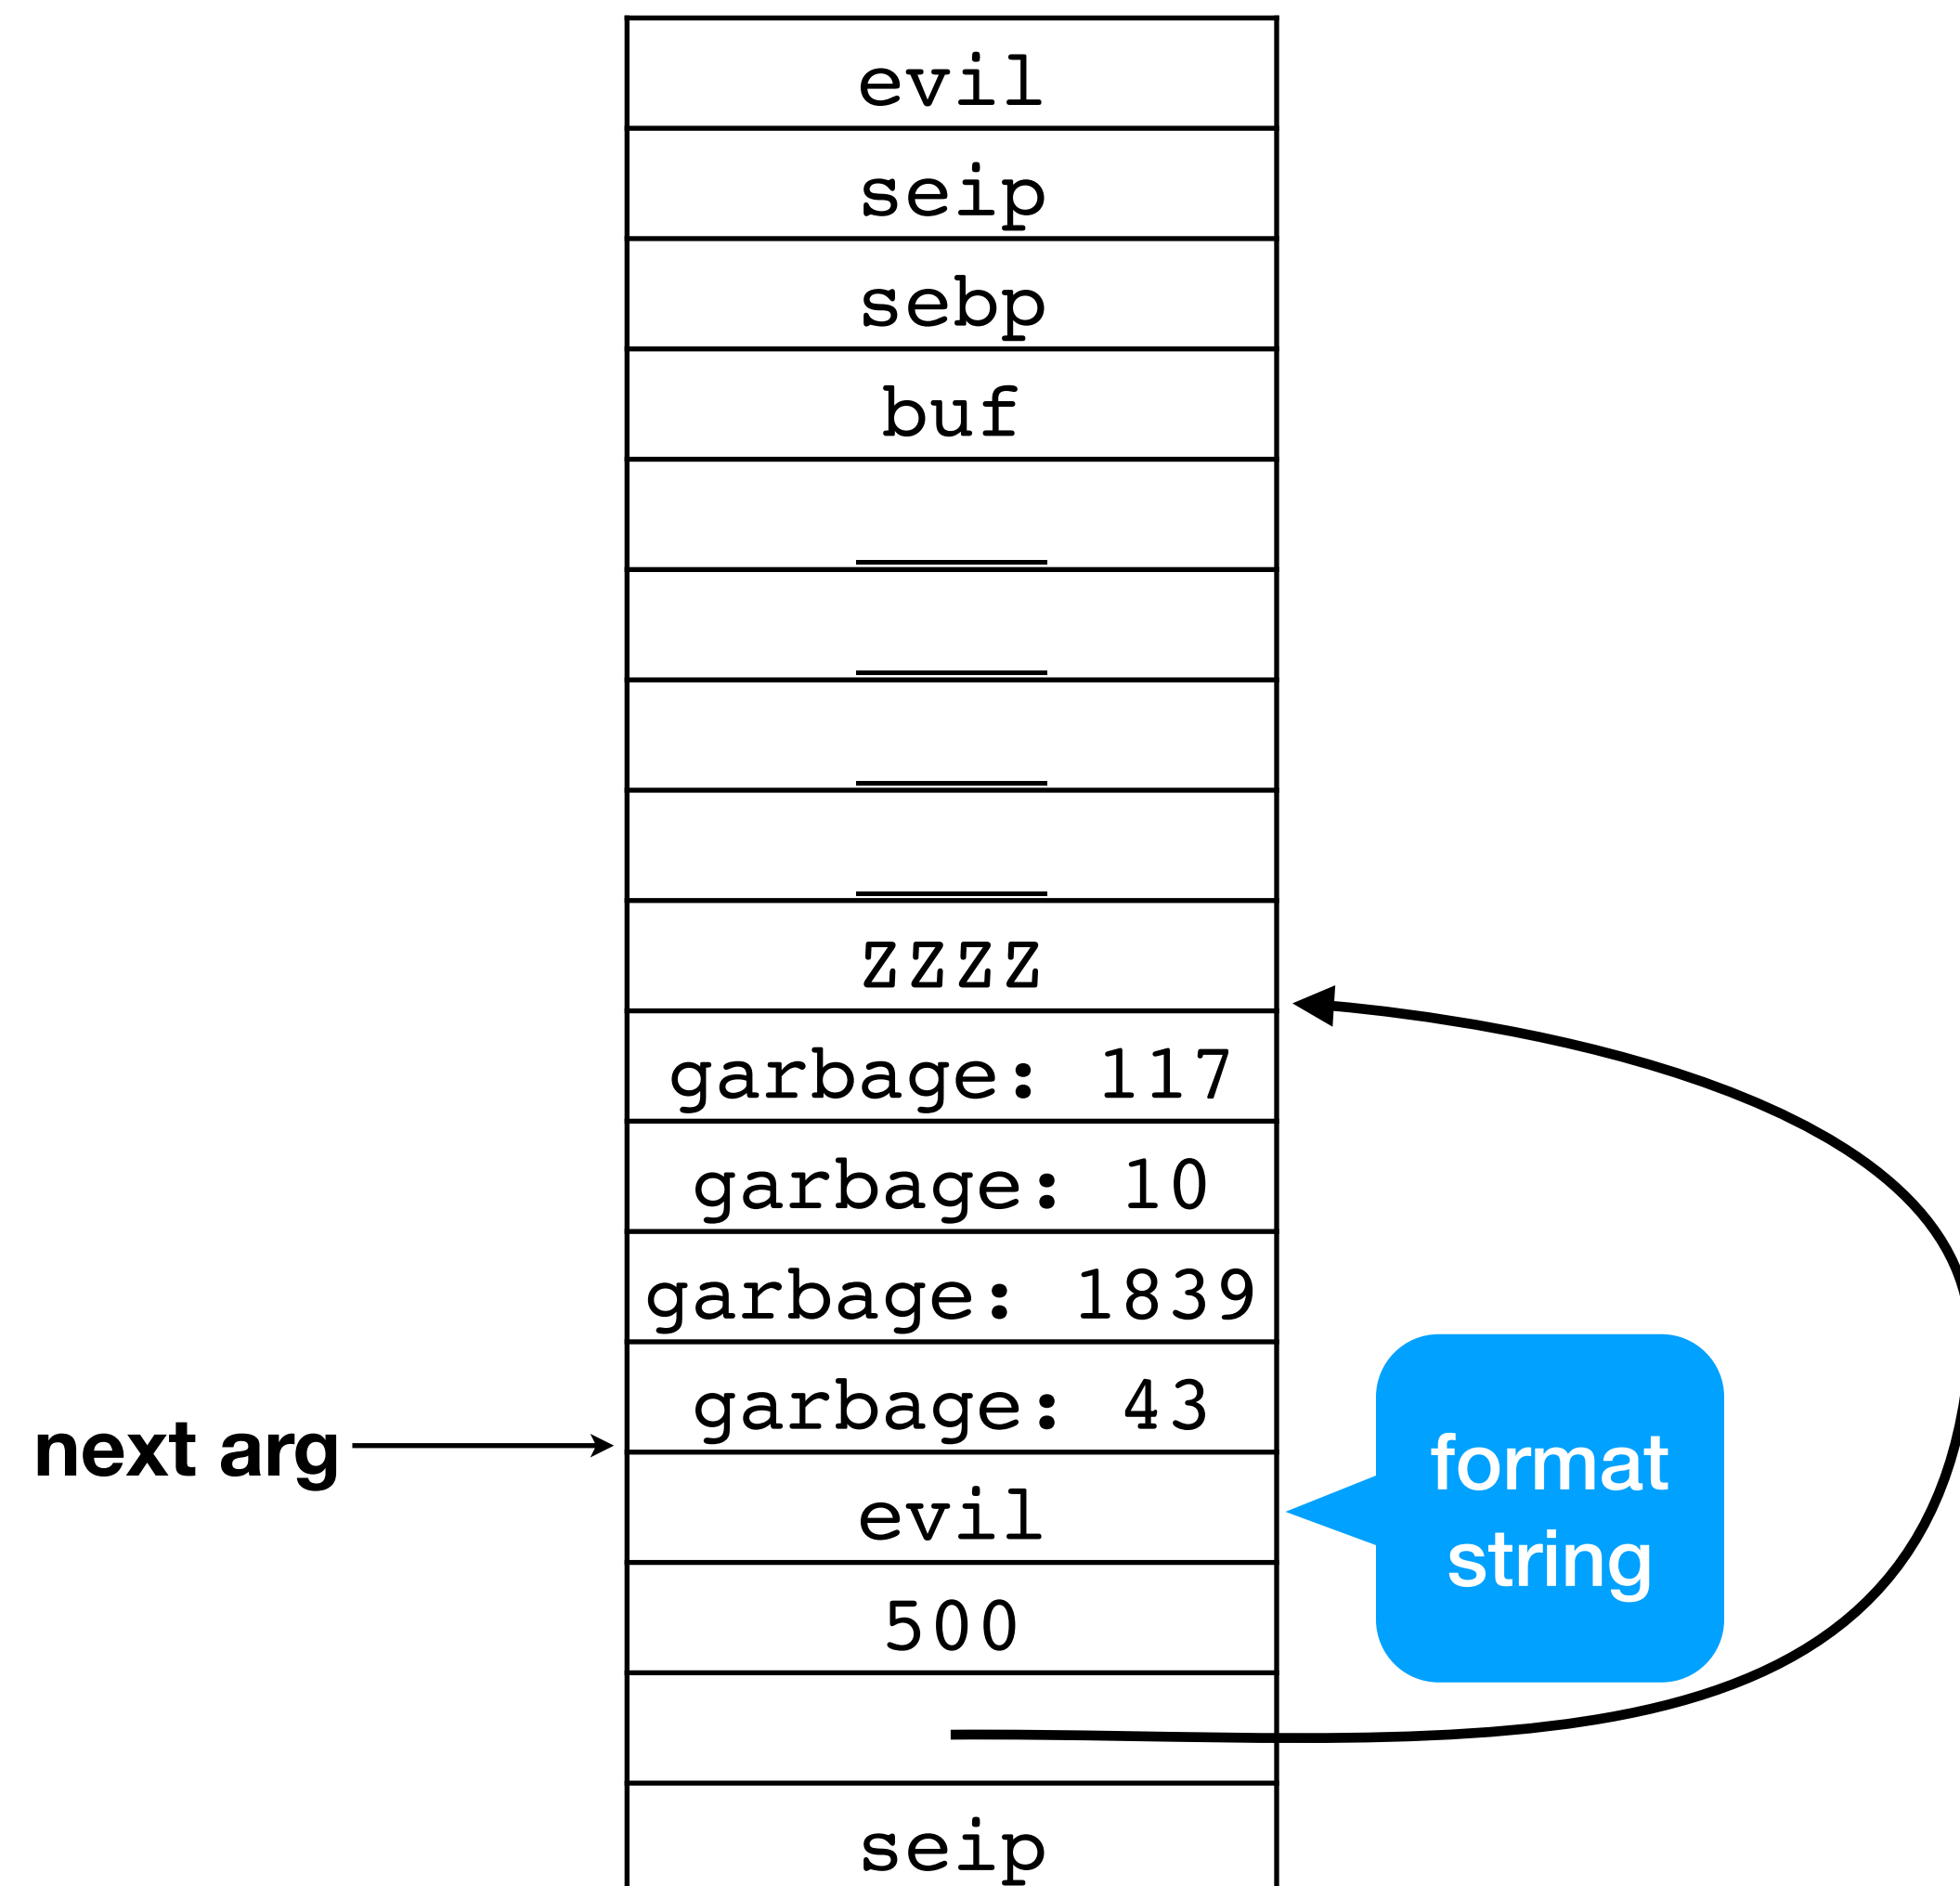 evil
seip
sebp
buf
____
____
____
____
ZZZZ
garbage: 117
garbage: 10
garbage: 1839
garbage: 43
next arg
evil
format
string
500
seip